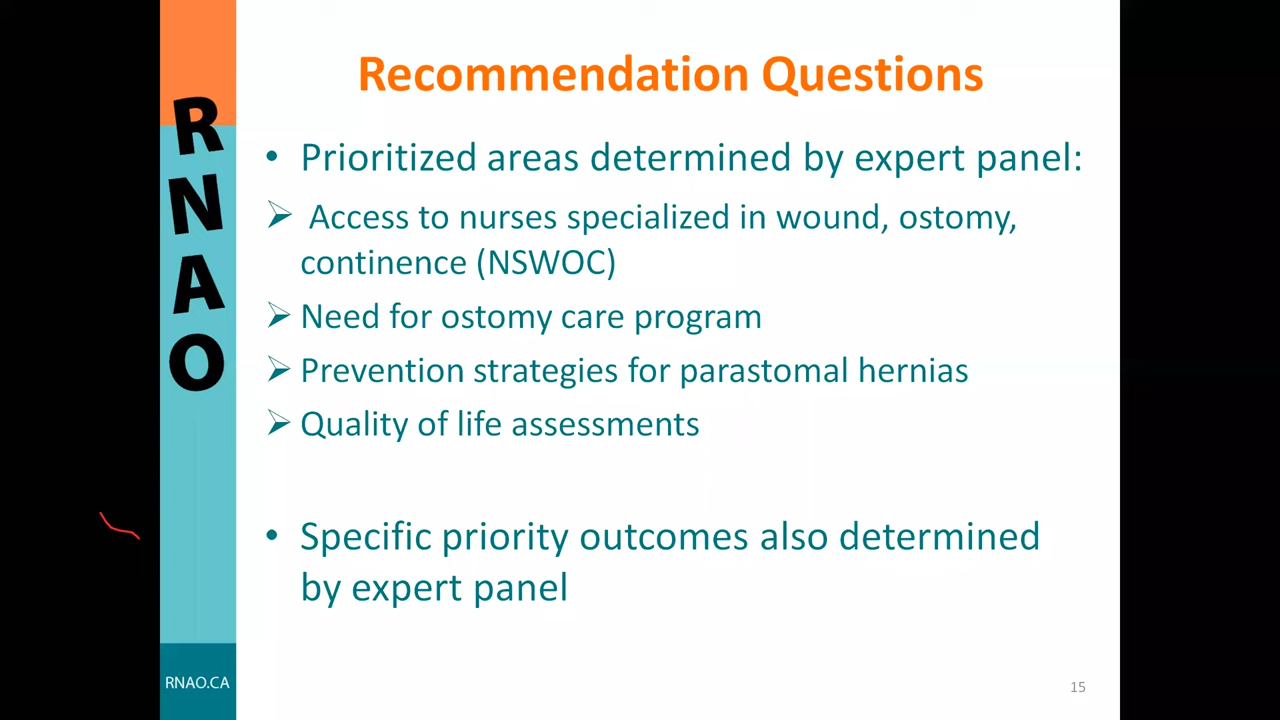 Recommendation Questions
• Prioritized areas determined by expert panel:
➢ Access to nurses specialized in wound, ostomy,
continence (NSWOC)
➢ Need for ostomy care program
➢ Prevention strategies for parastomal hernias
➢ Quality of life assessments
• Specific priority outcomes also determined
by expert panel
RNAO
RNAO.CA
15